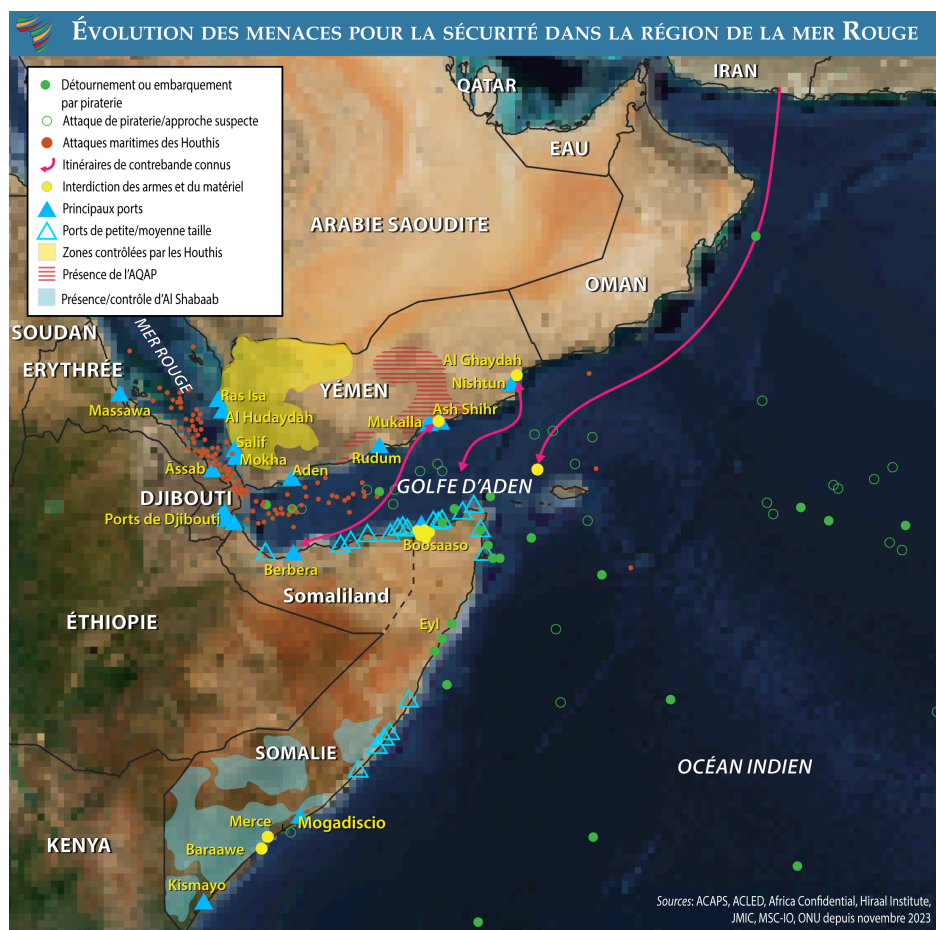 Évolution des menaces pour la sécurité dans la région de la mer Rouge
Détournement ou embarquement
par piraterie
Attaque de piraterie/approche suspecte
Attaques maritimes des Houthis
Itinéraires de contrebande connus
Interdiction des armes et du matériel
Principaux ports
Ports de petite/moyenne taille
Zones contrôlées par les Houthis
Présence de l'AQAP
Présence/contrôle d'Al Shabaab
IRAN
QATAR
EAU
ARABIE SAOUDITE
OMAN
SOUDAN
MER ROUGE
ERYTHRÉE
YÉMEN
Al Ghaydah
Nishtun
Massawa
Ras Isa
Al Hudaydah
Ash Shihr
Mukalla
Salif
Mokha
Rudum
Assab
Aden
GOLFE D'ADEN
DJIBOUTI
Ports de Djibouti
Boosaaso
Berbera
Somaliland
ÉTHIOPIE
Eyl
SOMALIE
OCÉAN INDIEN
Merce
Mogadiscio
KENYA
Baraawe
Kismayo
Sources: ACAPS, ACLED, Africa Confidential, Hiraal Institute,
JMIC, MSC-IO, ONU depuis novembre 2023